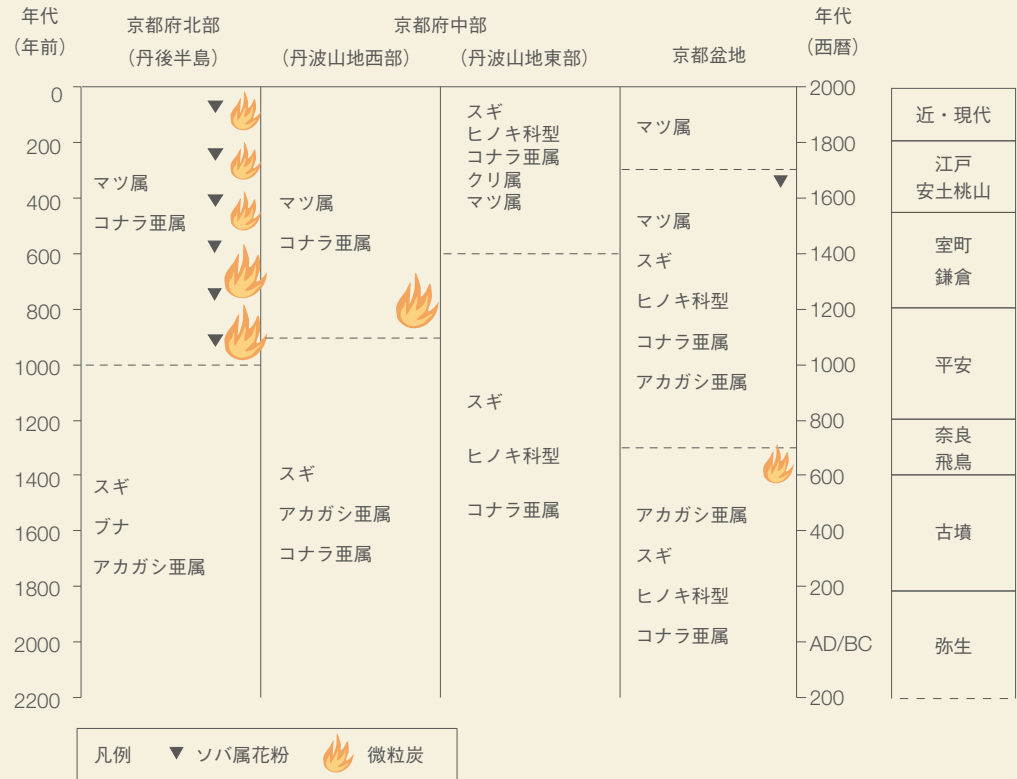 年代
（年前）
京都府北部
（丹後半島）
京都府中部
（丹波山地西部）
（丹波山地東部）
京都盆地
年代
（西暦）
0
200
400
600
800
1000
1200
1400
1600
1800
2000
2200
マツ属
コナラ亜属
スギ
ブナ
アカガシ亜属
マツ属
コナラ亜属
スギ
アカガシ亜属
コナラ亜属
スギ
ヒノキ科型
コナラ亜属
クリ属
マツ属
スギ
ヒノキ科型
コナラ亜属
マツ属
マツ属
スギ
ヒノキ科型
コナラ亜属
アカガシ亜属
アカガシ亜属
スギ
ヒノキ科型
コナラ亜属
2000
1800
1600
1400
1200
1000
800
600
400
200
AD/BC
200
近・現代
江戸
安土桃山
室町
鎌倉
平安
奈良
飛鳥
古墳
弥生
凡例 ▼ ソバ属花粉 微粒炭